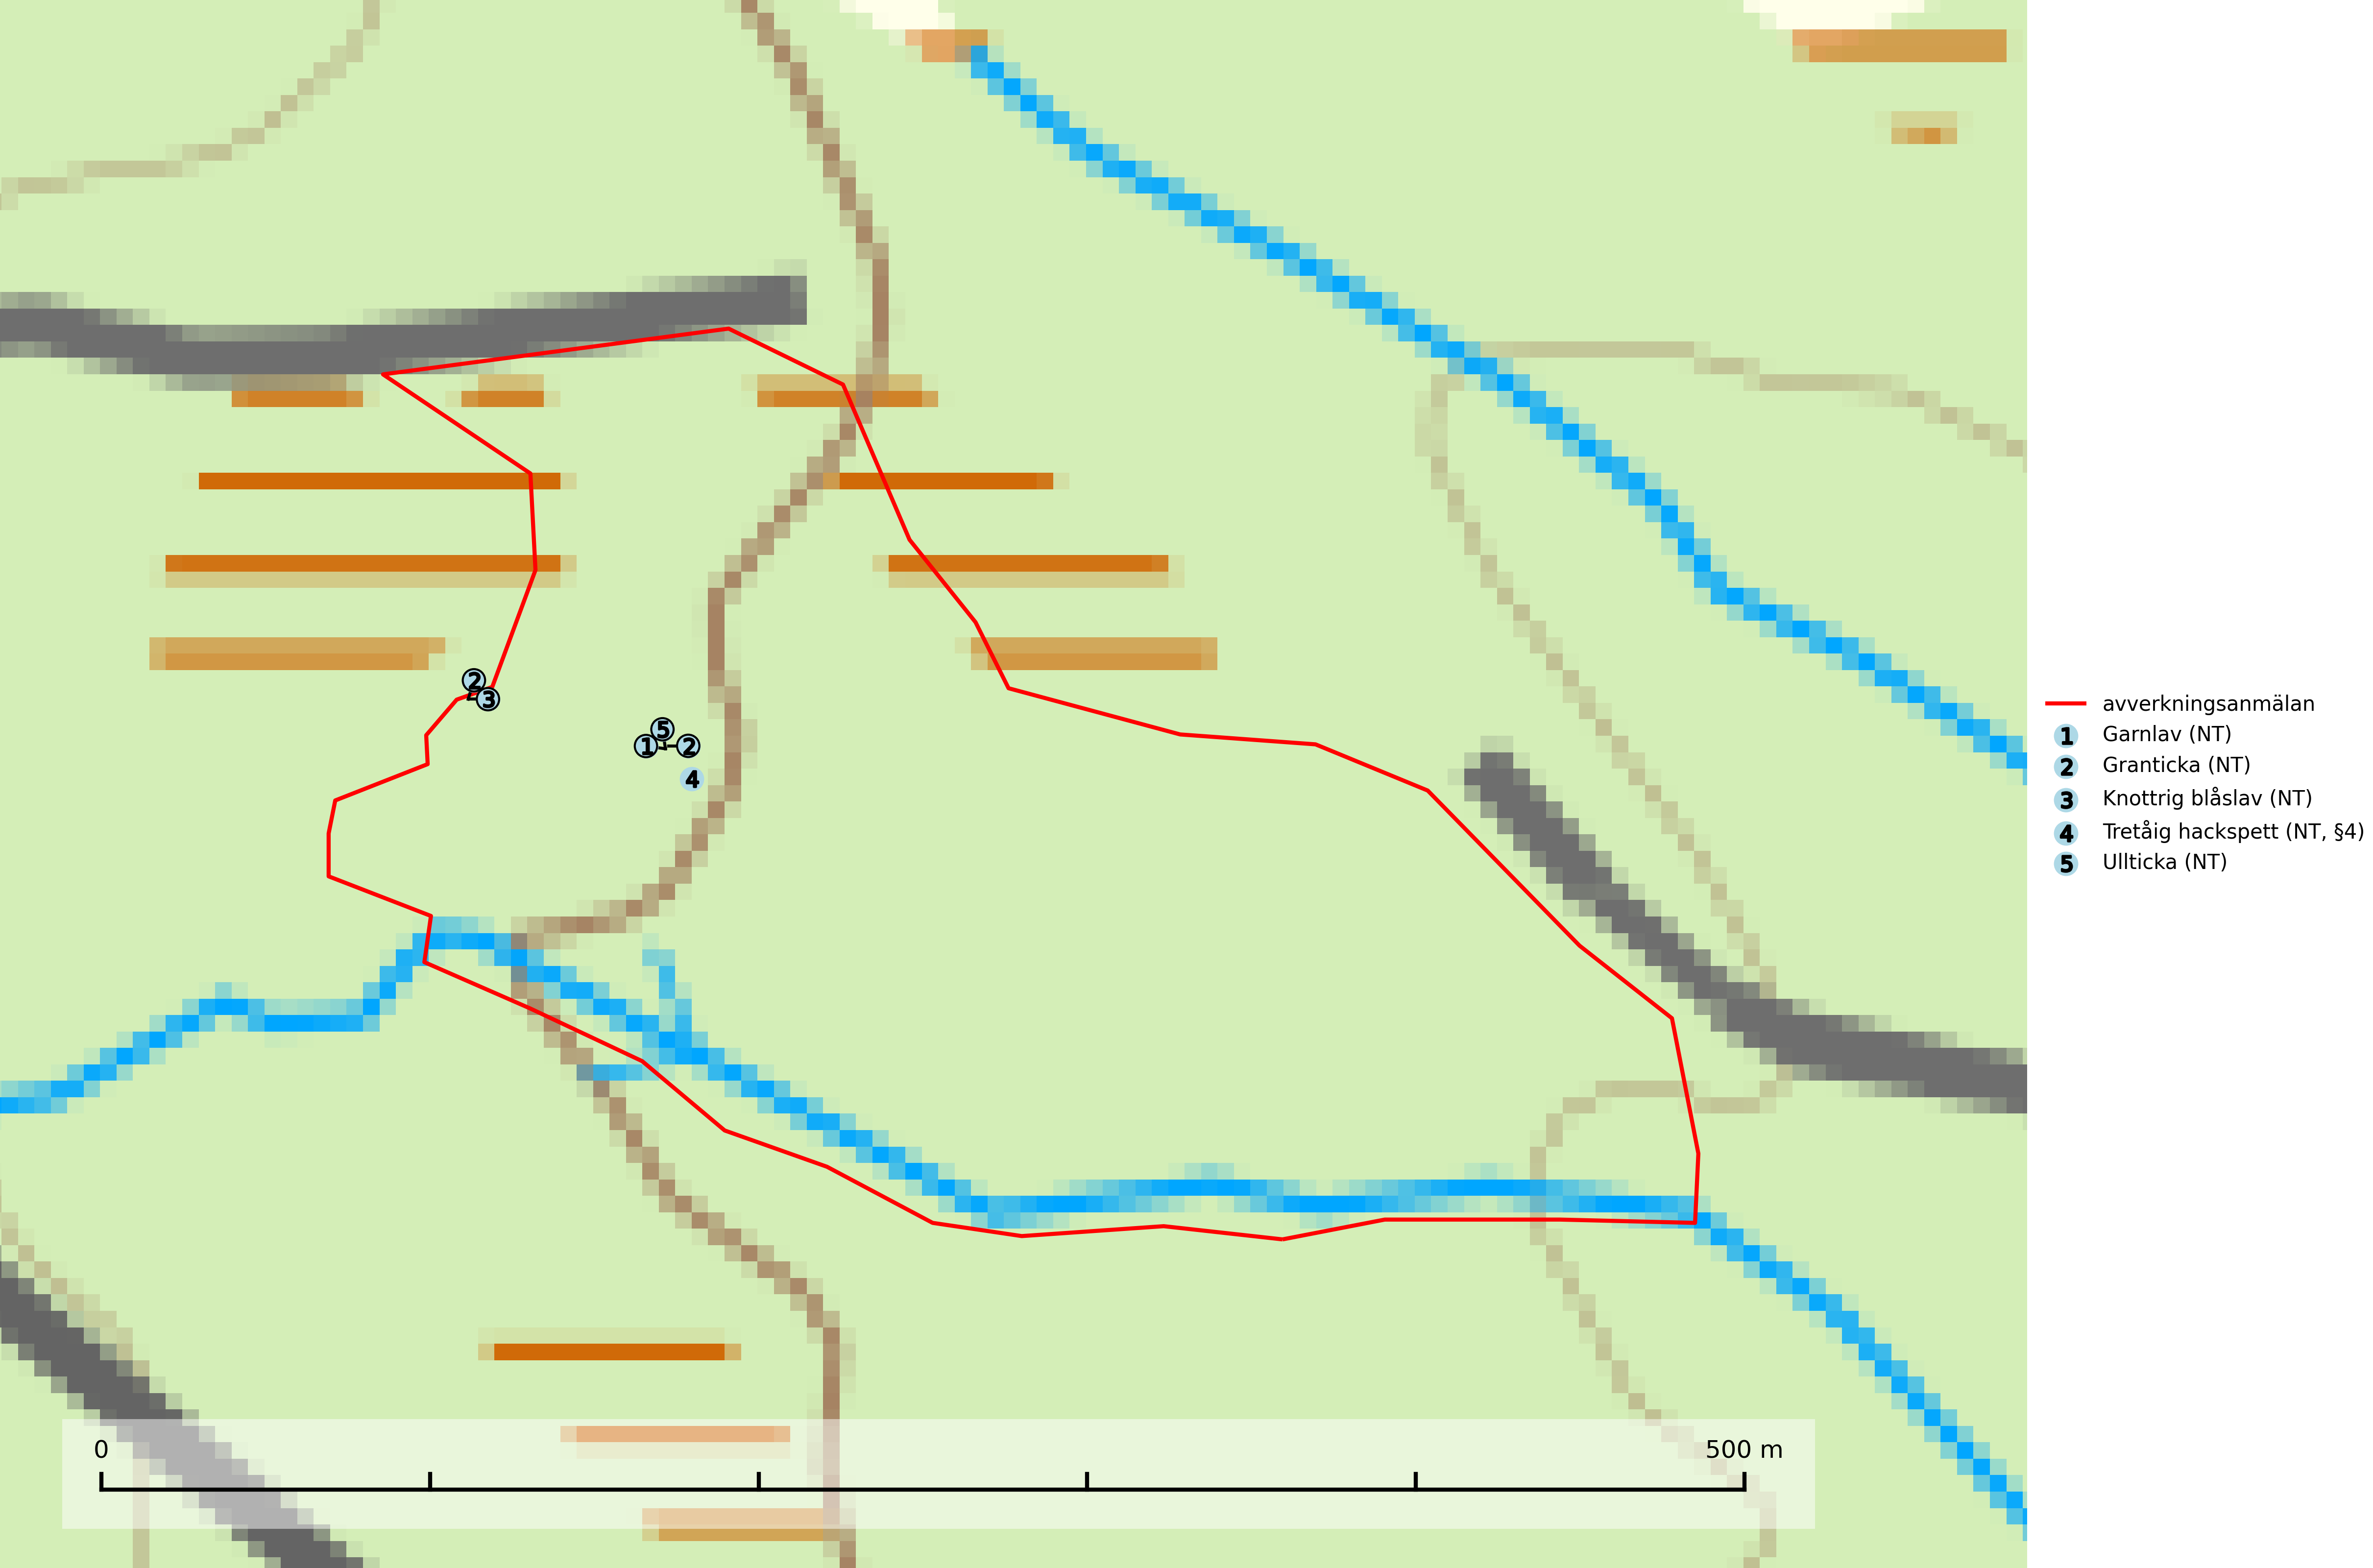 2
3
5
1 2
4
avverkningsanmälan
1 Garnlav (NT)
2 Granticka (NT)
3 Knottrig blåslav (NT)
4 Tretåig hackspett (NT, §4)
5 Ullticka (NT)
0 500 m